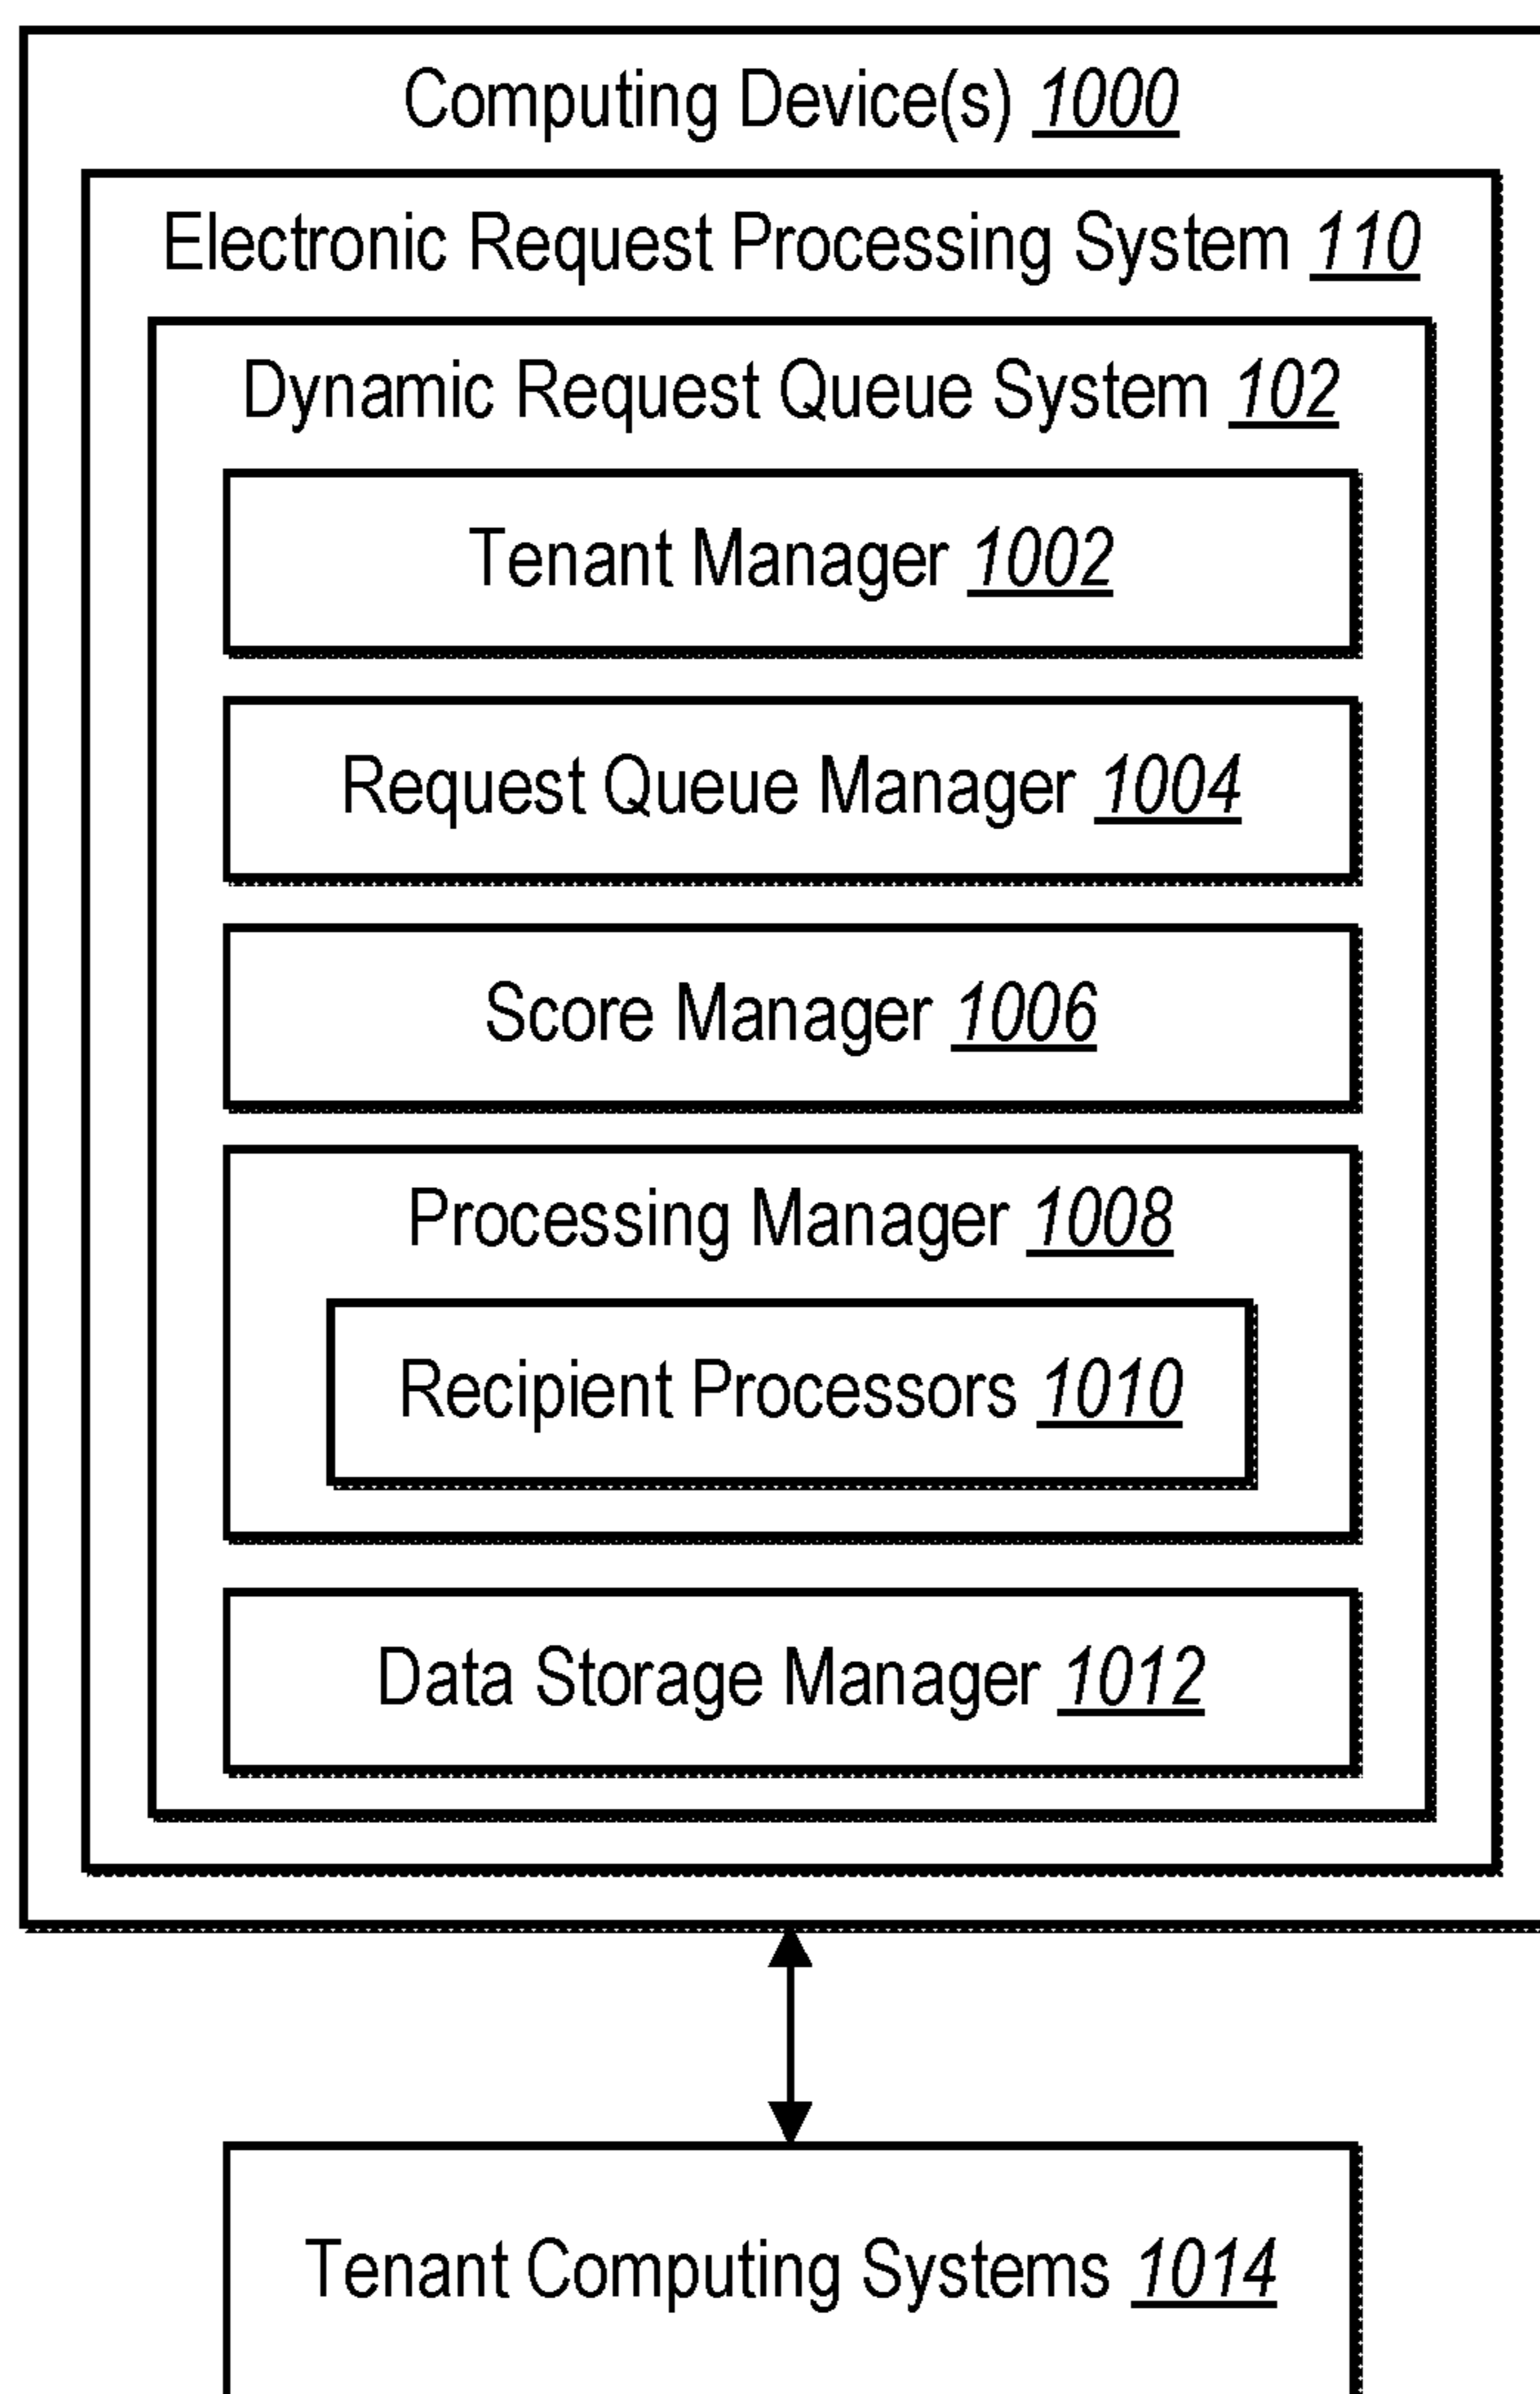 Computing Device(s) 1000
Electronic Request Processing System 110
Dynamic Request Queue System 102
Tenant Manager 1002
Request Queue Manager 1004
Score Manager 1006
Processing Manager 1008
Recipient Processors 1010
Data Storage Manager 1012
Tenant Computing Systems 1014